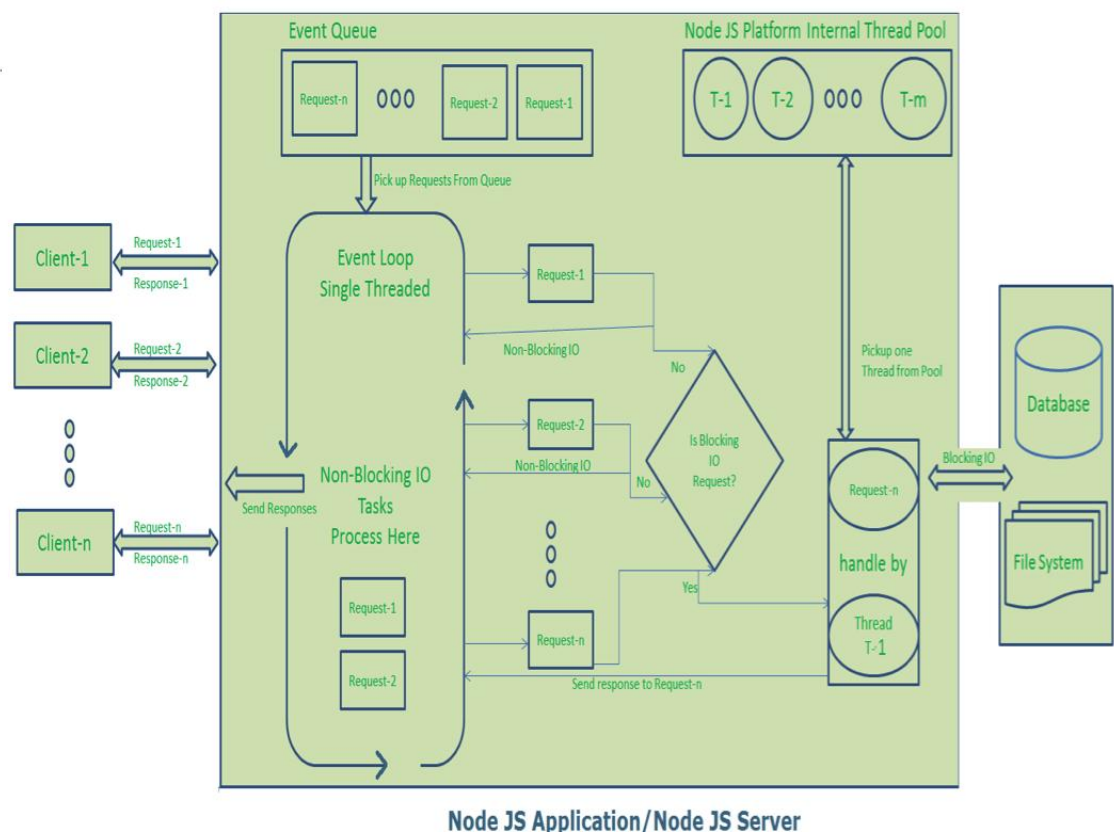 Event Queue
Node JS Platform Internal Thread Pool
Request-n
Request-2
Request-1
T-1
T-2
T-m
Pick up Requests From Queue
Client-1
Request-1
Response-1
Event Loop
Single Threaded
Request-1
Non-Blocking IO
No
Pickup one
Thread from Pool
Client-2
Request-2
Response-2
Request-2
Non-Blocking IO
No
Is Blocking
IO
Request?
Database
Blocking IO
Non-Blocking IO
Tasks
Process Here
Send Responses
Request-n
Client-n
Request-n
Response-n
handle by
File System
Yes
Request-1
Request-2
Request-n
Thread
T-1
Send response to Request-n
Node JS Application/Node JS Server